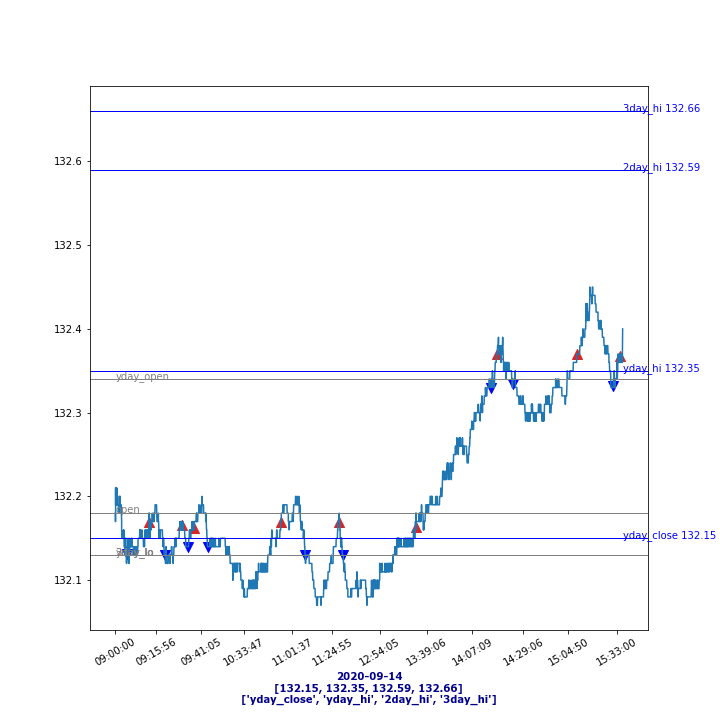 3day_hi 132.66
132.6
2day_hi 132.59
132.5
132.4
yday_hi 132.35
yday_open
132.3
132.2
open
yday_close 132.15
yday_lo
132.1
09:00:00
09:15:56
09:41:05
10:33:47
11:01:37
11:24:55
12:54:05
13:39:06
14:07:09
14:29:06
15:04:50
15:33:00
2020-09-14
[132.15, 132.35, 132.59, 132.66]
['yday_close', 'yday_hi', '2day_hi', '3day_hi']